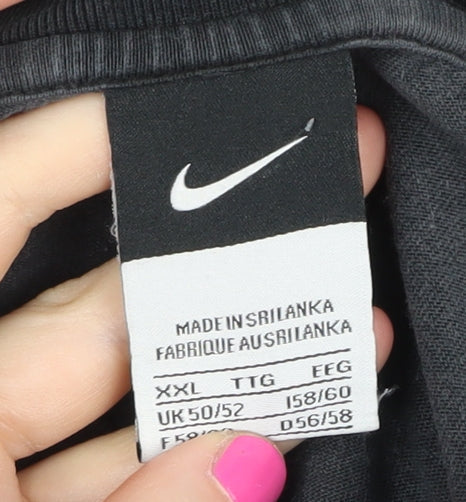 MADE IN SRI LANKA
FABRIQUE AU SRI LANKA
XXL TTG EEG
UK 50/52 I58/60
D56/58